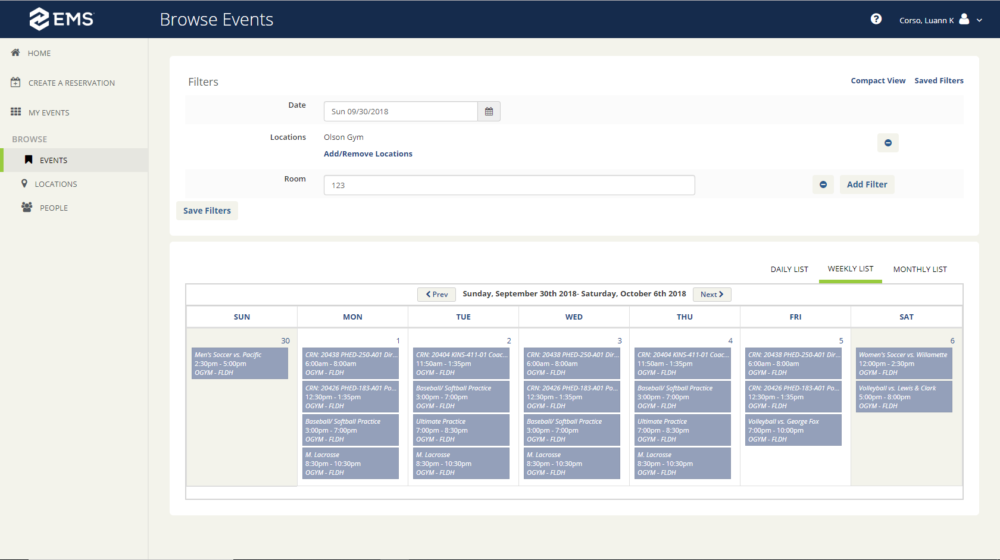 EMS
Browse Events
Corso, Luann K
HOME
CREATE A RESERVATION
MY EVENTS
BROWSE
EVENTS
LOCATIONS
PEOPLE
Filters
Compact View Saved Filters
Date
Sun 09/30/2018
Locations
Olson Gym
Add/Remove Locations
Room
123
Add Filter
Save Filters
DAILY LIST WEEKLY LIST MONTHLY LIST
Prev Sunday, September 30th 2018- Saturday, October 6th 2018 Next
SUN MON TUE WED THU FRI SAT
30
Men's Soccer vs. Pacific
2:30pm - 5:00pm
OGYM - FLDH
1
CRN: 20438 PHED-250-A01 Dir...
6:00am - 8:00am
OGYM - FLDH
CRN: 20426 PHED-183-A01 Po...
12:30pm - 1:35pm
OGYM - FLDH
Baseball/ Softball Practice
3:00pm - 7:00pm
OGYM - FLDH
M. Lacrosse
8:30pm - 10:30pm
OGYM - FLDH
2
CRN: 20404 KINS-411-01 Coac...
11:50am - 1:35pm
OGYM - FLDH
Baseball/ Softball Practice
3:00pm - 7:00pm
OGYM - FLDH
Ultimate Practice
7:00pm - 8:30pm
OGYM - FLDH
M. Lacrosse
8:30pm - 10:30pm
OGYM - FLDH
3
CRN: 20438 PHED-250-A01 Dir...
6:00am - 8:00am
OGYM - FLDH
CRN: 20426 PHED-183-A01 Po...
12:30pm - 1:35pm
OGYM - FLDH
Baseball/ Softball Practice
3:00pm - 7:00pm
OGYM - FLDH
M. Lacrosse
8:30pm - 10:30pm
OGYM - FLDH
4
CRN: 20404 KINS-411-01 Coac...
11:50am - 1:35pm
OGYM - FLDH
Baseball/ Softball Practice
3:00pm - 7:00pm
OGYM - FLDH
Ultimate Practice
7:00pm - 8:30pm
OGYM - FLDH
M. Lacrosse
8:30pm - 10:30pm
OGYM - FLDH
5
CRN: 20438 PHED-250-A01 Dir...
6:00am - 8:00am
OGYM - FLDH
CRN: 20426 PHED-183-A01 Po...
12:30pm - 1:35pm
OGYM - FLDH
Volleyball vs. George Fox
7:00pm - 10:00pm
OGYM - FLDH
6
Women's Soccer vs. Willamette
12:00pm - 2:30pm
OGYM - FLDH
Volleyball vs. Lewis & Clark
5:00pm - 8:00pm
OGYM - FLDH